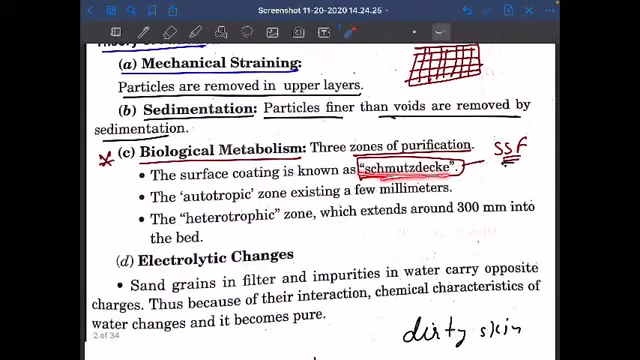 Screenshot 11-20-2020 14.24.25
(a) Mechanical Straining:
Particles are removed in upper layers.
(b) Sedimentation: Particles finer than voids are removed by
sedimentation.
(c) Biological Metabolism: Three zones of purification.
SSF
• The surface coating is known as "schmutzdecke".
• The 'autotropic' zone existing a few millimeters.
• The "heterotrophic" zone, which extends around 300 mm into
the bed.
(d) Electrolytic Changes
• Sand grains in filter and impurities in water carry opposite
charges. Thus because of their interaction, chemical characteristics of
water changes and it becomes pure.
2 of 34
dirty skin